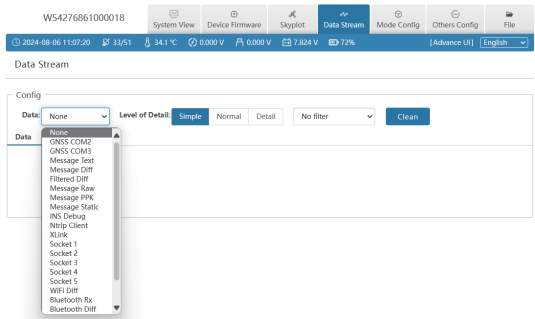 W54276861000018
System View
Device Firmware
Skyplot
Data Stream
Mode Config
Others Config
File
2024-08-06 11:07:20 33/51 34.1 ℃ 0.000 V 0.000 V 7.824 V 72% [Advance UI] English
Data Stream
Config
Data: None Level of Detail: Simple Normal Detail No filter Clean
Data
None
GNSS COM2
GNSS COM3
Message Text
Message Diff
Filtered Diff
Message Raw
Message PPK
Message Static
INS Debug
Ntrip Client
XLink
Socket 1
Socket 2
Socket 3
Socket 4
Socket 5
WIFI Diff
Bluetooth Rx
Bluetooth Diff